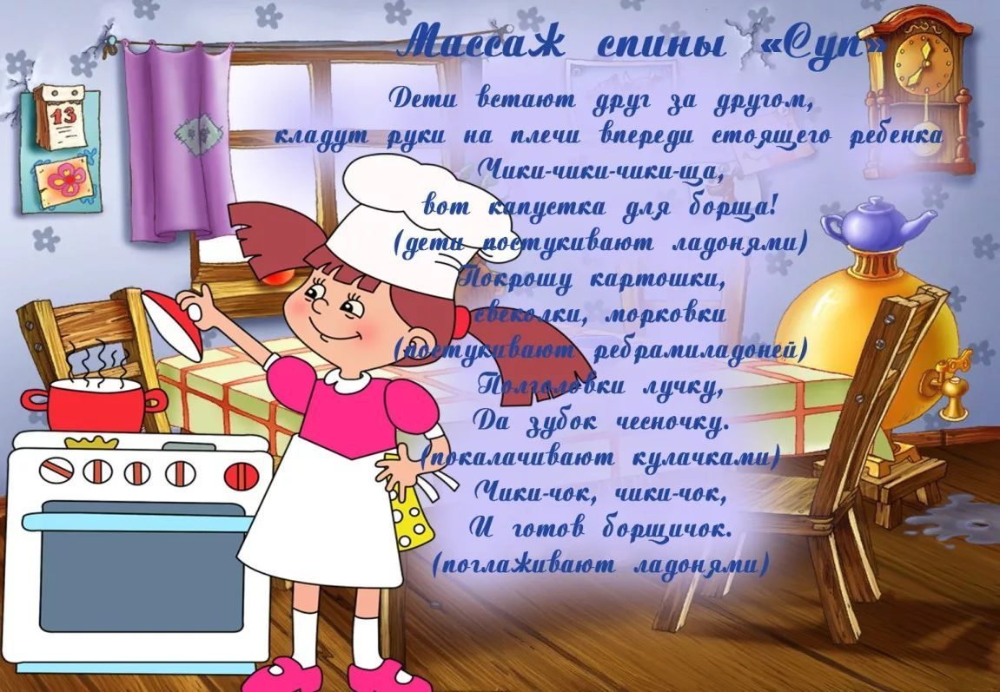 Массаж спины «Суп»
13
Дети встают друг за другом,
кладут руки на плечи впереди стоящего ребенка
Чики-чики-чики-ща,
вот капустка для борща!
(дети постукивают ладонями)
Покрошу картошки,
свеколки, морковки
(постукивают ребрамиладоней)
Полголовки лучку,
Да зубок чесночку.
(покалачивают кулачками)
Чики-чок, чики-чок,
И готов борщичок.
(поглаживают ладонями)